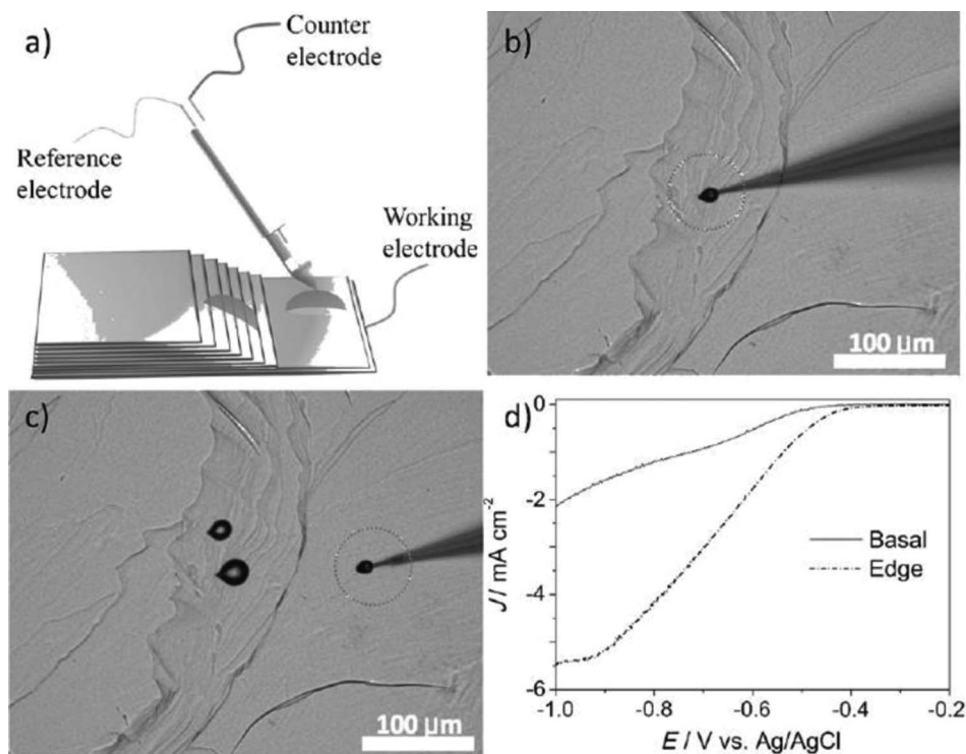 a)
Counter
electrode
Reference
electrode
Working
electrode
b)
100 µm
c)
100 µm
d)
0
-2
-4
-6
J / mA cm⁻²
Basal
Edge
-1.0 -0.8 -0.6 -0.4 -0.2
E / V vs. Ag/AgCl